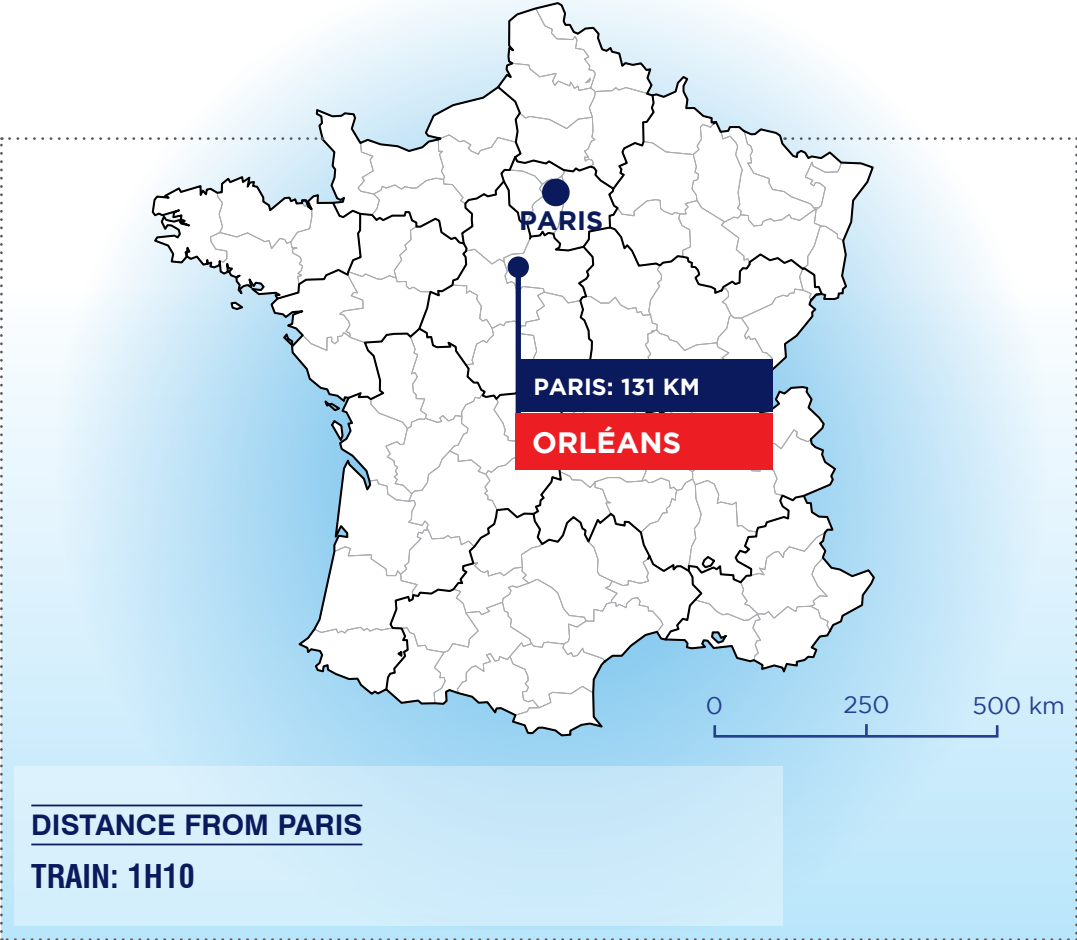 PARIS
PARIS: 131 KM
ORLÉANS
0 250 500 km
DISTANCE FROM PARIS
TRAIN: 1H10